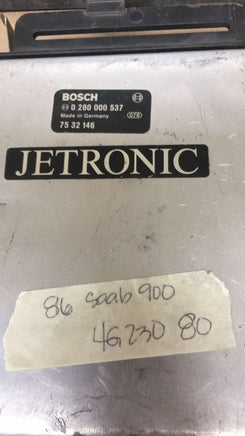 BOSCH
0 280 000 537
Made in Germany 078
75 32 146
JETRONIC
86 Saab 900
4G230 80